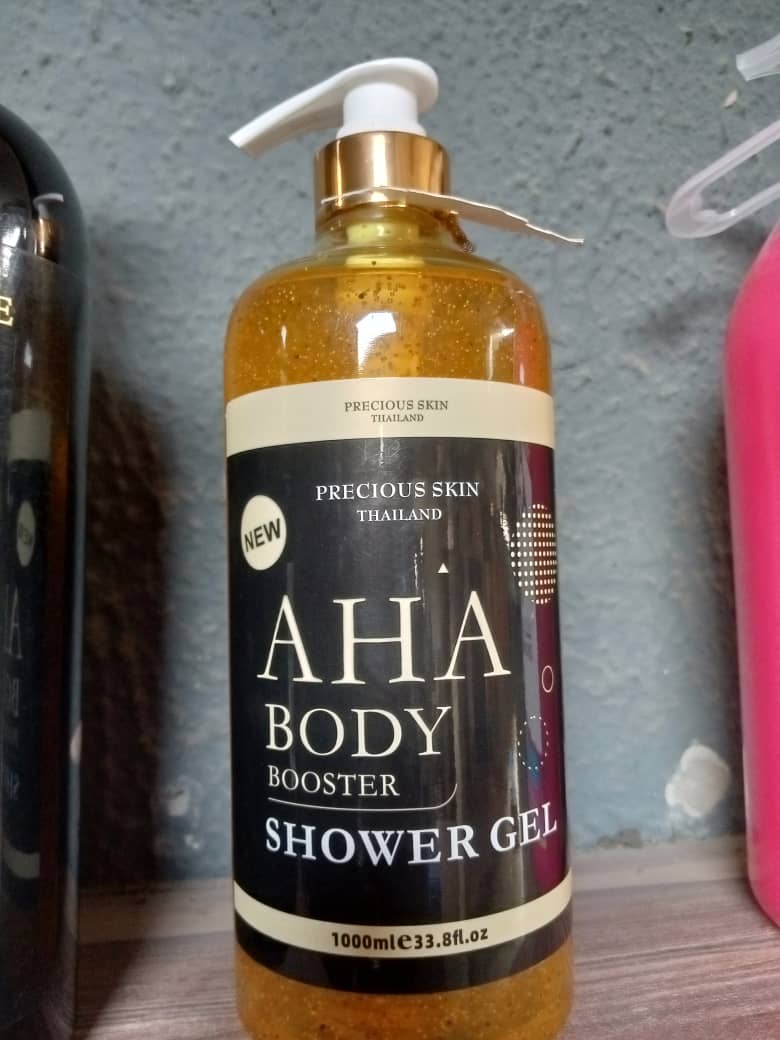 PRECIOUS SKIN
THAILAND
PRECIOUS SKIN
THAILAND
NEW
AHA
BODY
BOOSTER
SHOWER GEL
1000ml℮33.8fl.oz
E